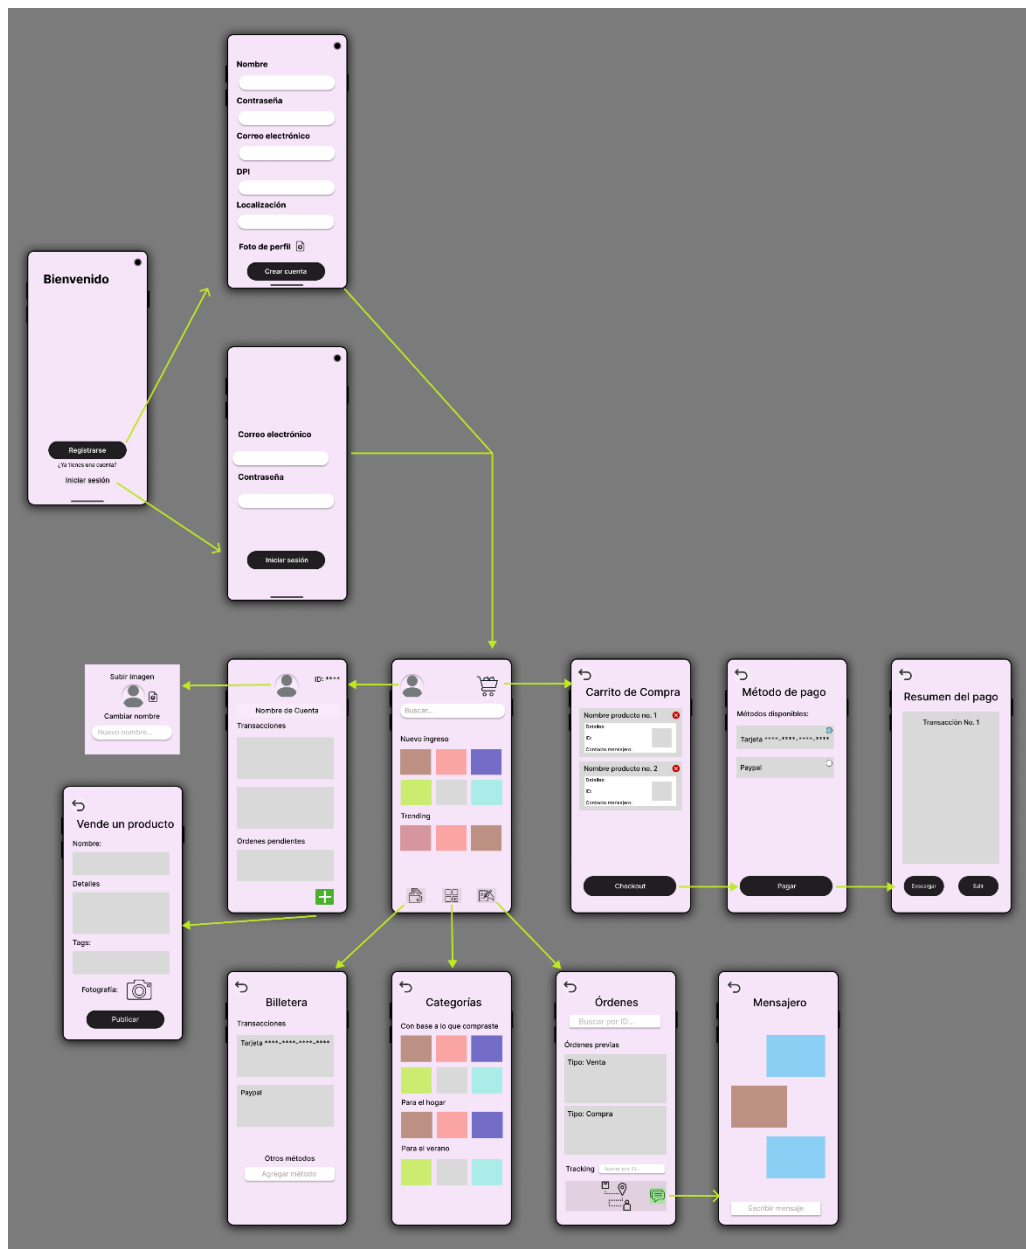 Nombre
Contraseña
Correo electrónico
DPI
Localización
Foto de perfil
Crear cuenta
Bienvenido
Registrarse
¿Ya tienes una cuenta?
Iniciar sesión
Correo electrónico
Contraseña
Iniciar sesión
Subir imagen
Cambiar nombre
Nuevo nombre...
ID: ****
Nombre de Cuenta
Transacciones
Ordenes pendientes
Buscar...
Nuevo ingreso
Trending
Carrito de Compra
Nombre producto no. 1
Detalles
ID:
Contacto mensajero:
Nombre producto no. 2
Detalles
ID:
Contacto mensajero:
Checkout
Método de pago
Métodos disponibles:
Tarjeta ****-****-****-****
Paypal
Pagar
Resumen del pago
Transacción No. 1
Descargar
Salir
Vende un producto
Nombre:
Detalles
Tags:
Fotografía:
Publicar
Billetera
Transacciones
Tarjeta ****-****-****-****
Paypal
Otros métodos
Agregar método
Categorías
Con base a lo que compraste
Para el hogar
Para el verano
Órdenes
Buscar por ID...
Órdenes previas
Tipo: Venta
Tipo: Compra
Tracking
Buscar por ID...
Mensajero
Escribir mensaje